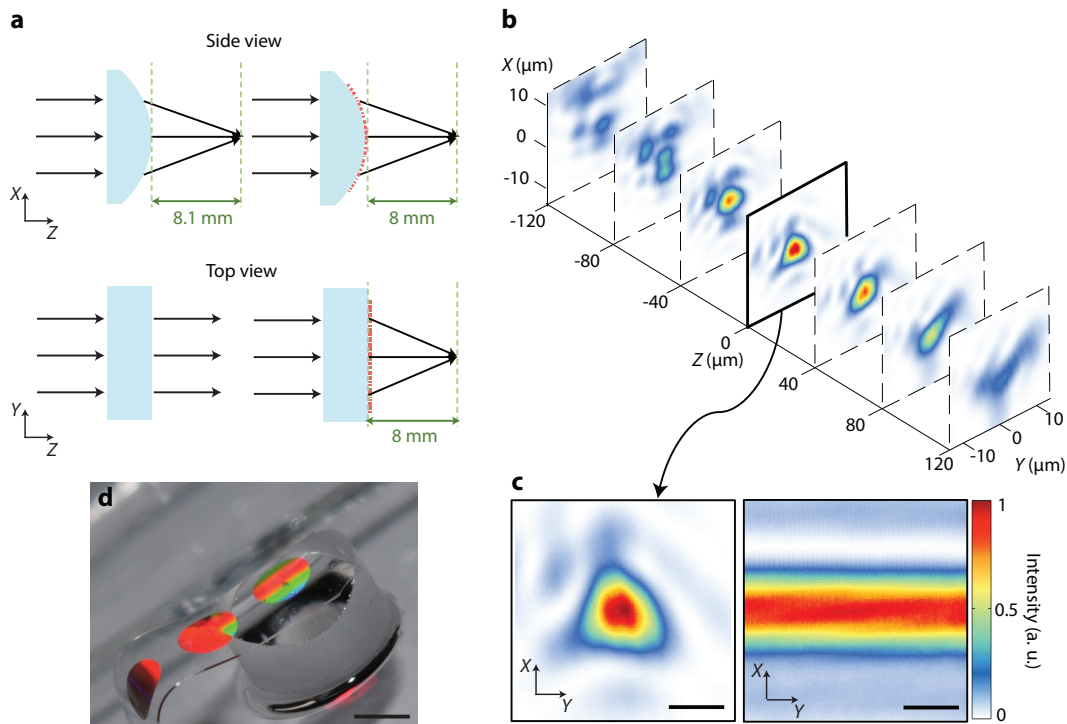 a
Side view
X
Z
8.1 mm
8 mm
Top view
Y
Z
8 mm
b
X (µm)
10
0
-10
-120
-80
-40
0
Z (µm)
40
80
120
-10
0
10
Y (µm)
c
X
Y
X
Y
1
0.5
0
Intensity (a. u.)
d